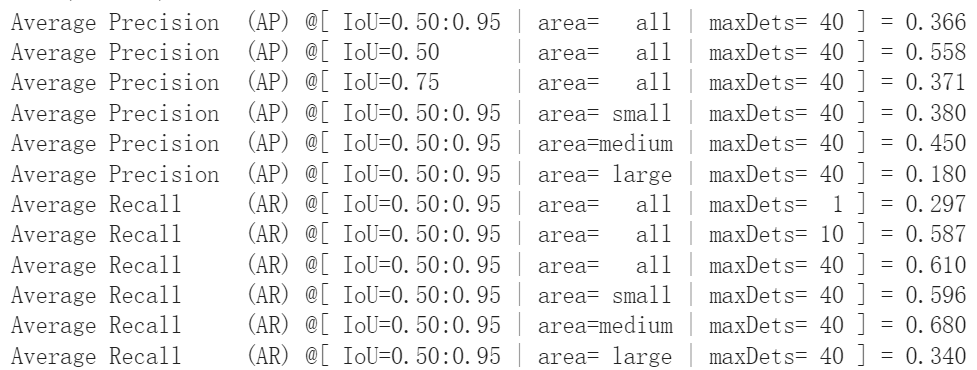 Average Precision  (AP) @[ IoU=0.50:0.95 | area=   all | maxDets= 40 ] = 0.366
Average Precision  (AP) @[ IoU=0.50      | area=   all | maxDets= 40 ] = 0.558
Average Precision  (AP) @[ IoU=0.75      | area=   all | maxDets= 40 ] = 0.371
Average Precision  (AP) @[ IoU=0.50:0.95 | area= small | maxDets= 40 ] = 0.380
Average Precision  (AP) @[ IoU=0.50:0.95 | area=medium | maxDets= 40 ] = 0.450
Average Precision  (AP) @[ IoU=0.50:0.95 | area= large | maxDets= 40 ] = 0.180
Average Recall     (AR) @[ IoU=0.50:0.95 | area=   all | maxDets=  1 ] = 0.297
Average Recall     (AR) @[ IoU=0.50:0.95 | area=   all | maxDets= 10 ] = 0.587
Average Recall     (AR) @[ IoU=0.50:0.95 | area=   all | maxDets= 40 ] = 0.610
Average Recall     (AR) @[ IoU=0.50:0.95 | area= small | maxDets= 40 ] = 0.596
Average Recall     (AR) @[ IoU=0.50:0.95 | area=medium | maxDets= 40 ] = 0.680
Average Recall     (AR) @[ IoU=0.50:0.95 | area= large | maxDets= 40 ] = 0.340